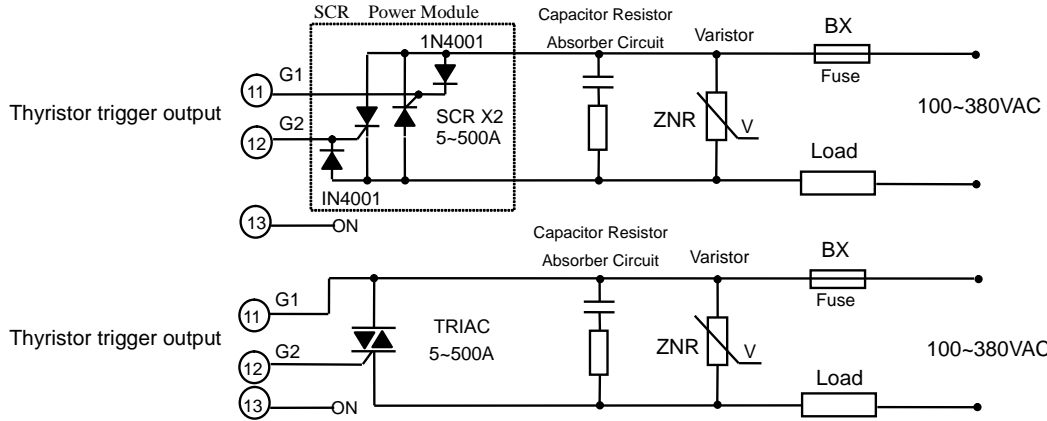 SCR Power Module
Capacitor Resistor
Absorber Circuit
Varistor
BX
Fuse
1N4001
11
G1
Thyristor trigger output
SCR X2
5~500A
ZNR
V
100~380VAC
12
G2
Load
IN4001
13
ON
Capacitor Resistor
Absorber Circuit
Varistor
BX
Fuse
11
G1
Thyristor trigger output
TRIAC
5~500A
ZNR
V
100~380VAC
12
G2
Load
13
ON